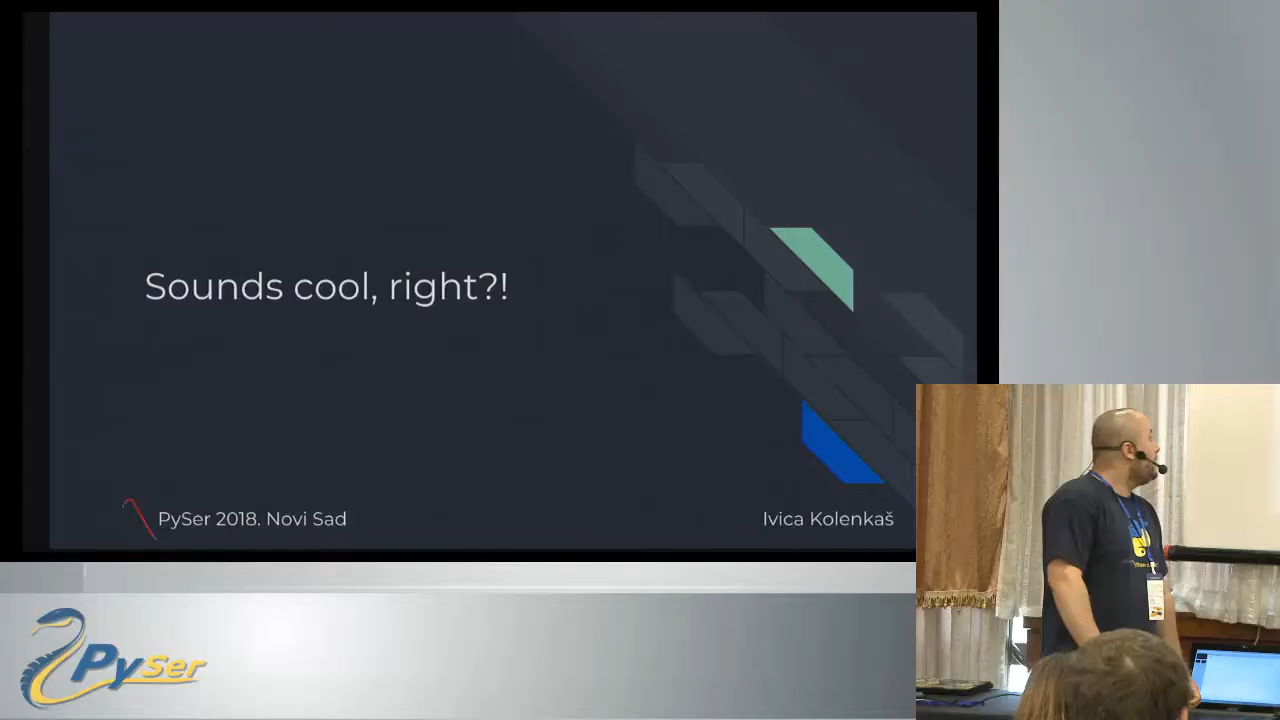 Sounds cool, right?!
PySer 2018. Novi Sad
Ivica Kolenkaš
PySer